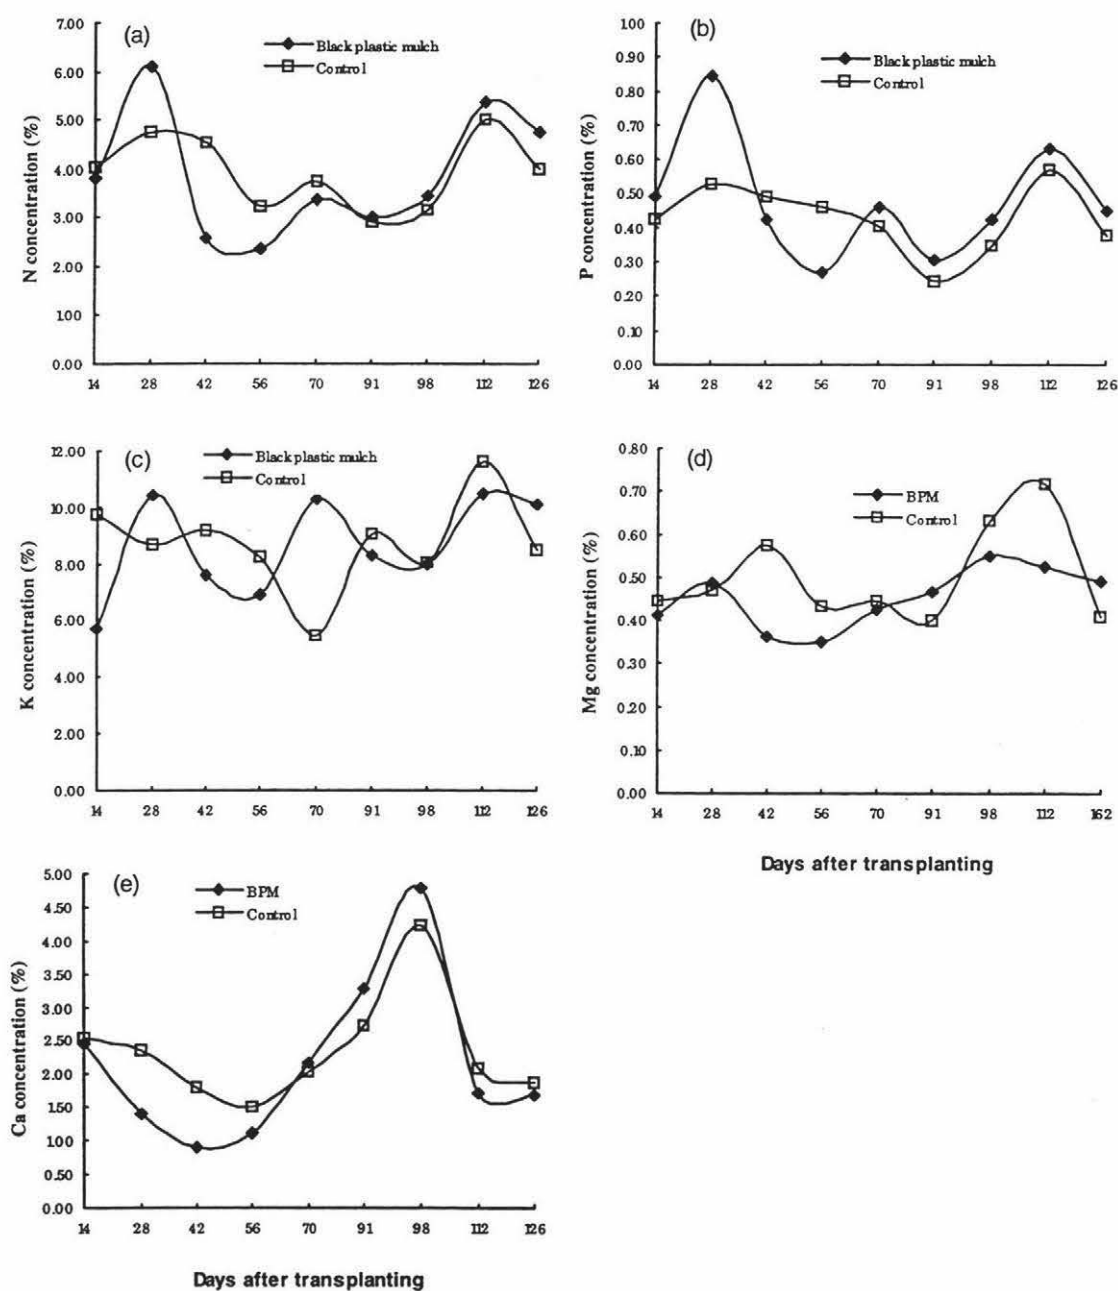 (a)
Black plastic mulch
Control
N concentration (%)
7.00
6.00
5.00
4.00
3.00
2.00
1.00
0.00
14 28 42 56 70 91 98 112 126
(b)
Black plastic mulch
Control
P concentration (%)
1.00
0.90
0.80
0.70
0.60
0.50
0.40
0.30
0.20
0.10
0.00
14 28 42 56 70 91 98 112 126
(c)
Black plastic mulch
Control
K concentration (%)
12.00
10.00
8.00
6.00
4.00
2.00
0.00
14 28 42 56 70 91 98 112 126
(d)
BPM
Control
Mg concentration (%)
0.80
0.70
0.60
0.50
0.40
0.30
0.20
0.10
0.00
14 28 42 56 70 91 98 112 162
Days after transplanting
(e)
BPM
Control
Ca concentration (%)
5.00
4.50
4.00
3.50
3.00
2.50
2.00
1.50
1.00
0.50
0.00
14 28 42 56 70 91 98 112 126
Days after transplanting